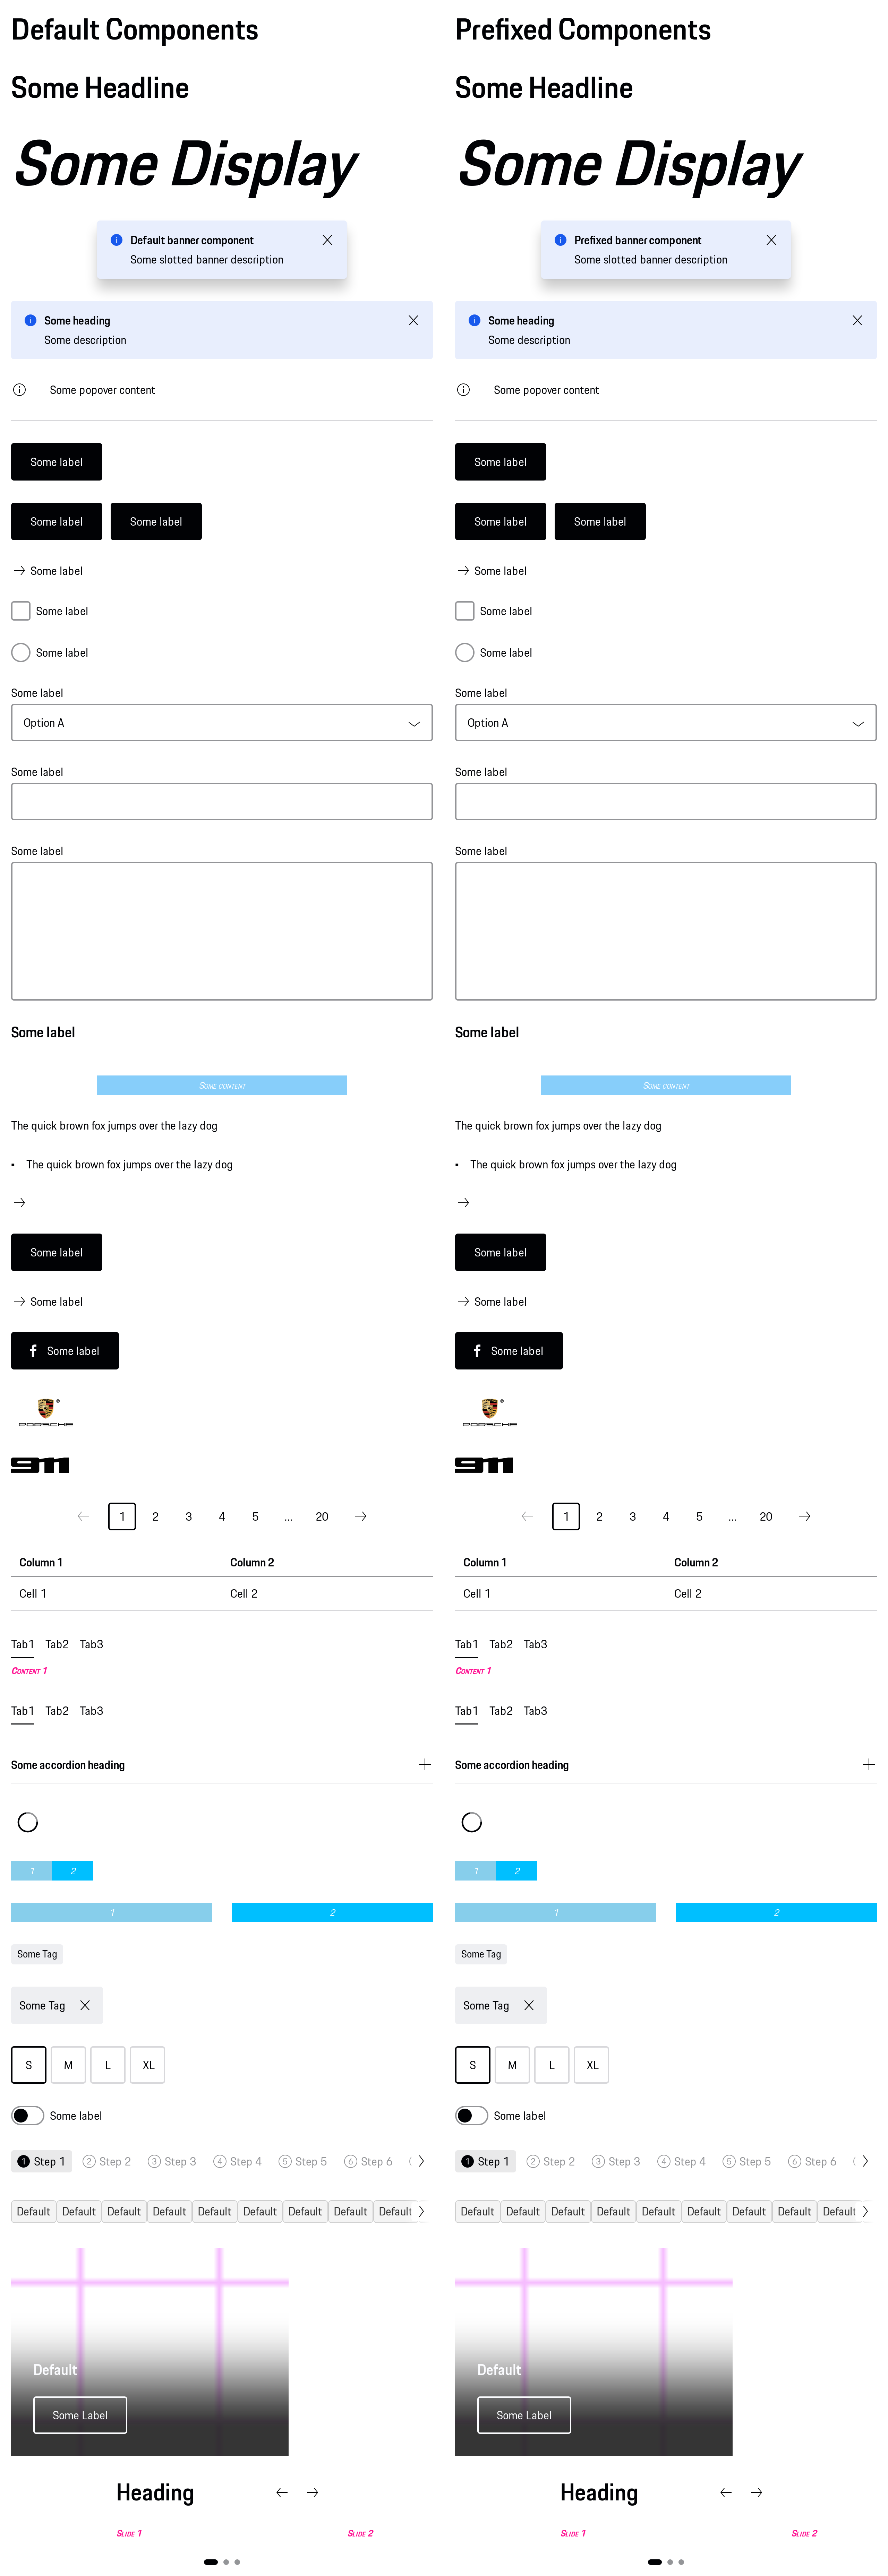 Default Components
Some Headline
Some Display
Default banner component
Some slotted banner description
Some heading
Some description
Some popover content
Some label
Some label Some label
Some label
Some label
Some label
Some label
Option A
Some label
Some label
Some label
Some content
The quick brown fox jumps over the lazy dog
• The quick brown fox jumps over the lazy dog
Some label
Some label
Some label
PORSCHE
911
1 2 3 4 5 ... 20
Column 1 Column 2
Cell 1 Cell 2
Tab1 Tab2 Tab3
Content 1
Tab1 Tab2 Tab3
Some accordion heading
1 2
1 2
Some Tag
Some Tag
S M L XL
Some label
1 Step 1 2 Step 2 3 Step 3 4 Step 4 5 Step 5 6 Step 6
Default Default Default Default Default Default Default Default Default
Default
Some Label
Heading
Slide 1 Slide 2
Prefixed Components
Some Headline
Some Display
Prefixed banner component
Some slotted banner description
Some heading
Some description
Some popover content
Some label
Some label Some label
Some label
Some label
Some label
Some label
Option A
Some label
Some label
Some label
Some content
The quick brown fox jumps over the lazy dog
• The quick brown fox jumps over the lazy dog
Some label
Some label
Some label
PORSCHE
911
1 2 3 4 5 ... 20
Column 1 Column 2
Cell 1 Cell 2
Tab1 Tab2 Tab3
Content 1
Tab1 Tab2 Tab3
Some accordion heading
1 2
1 2
Some Tag
Some Tag
S M L XL
Some label
1 Step 1 2 Step 2 3 Step 3 4 Step 4 5 Step 5 6 Step 6
Default Default Default Default Default Default Default Default Default
Default
Some Label
Heading
Slide 1 Slide 2